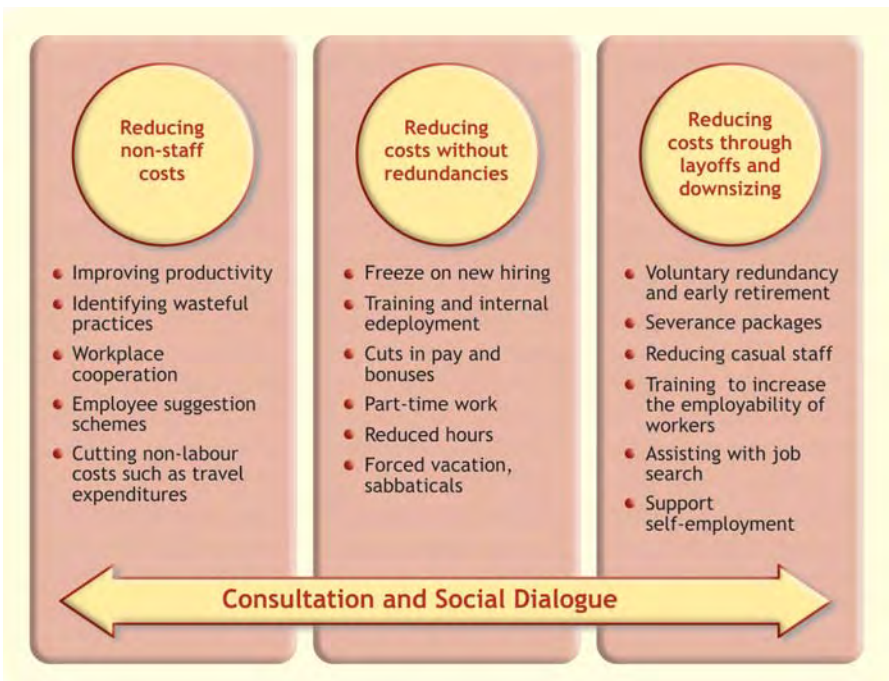 Reducing
non-staff
costs
Improving productivity
Identifying wasteful
practices
Workplace
cooperation
Employee suggestion
schemes
Cutting non-labour
costs such as travel
expenditures
Reducing
costs without
redundancies
Freeze on new hiring
Training and internal
edeployment
Cuts in pay and
bonuses
Part-time work
Reduced hours
Forced vacation,
sabbaticals
Reducing
costs through
layoffs and
downsizing
Voluntary redundancy
and early retirement
Severance packages
Reducing casual staff
Training to increase
the employability of
workers
Assisting with job
search
Support
self-employment
Consultation and Social Dialogue